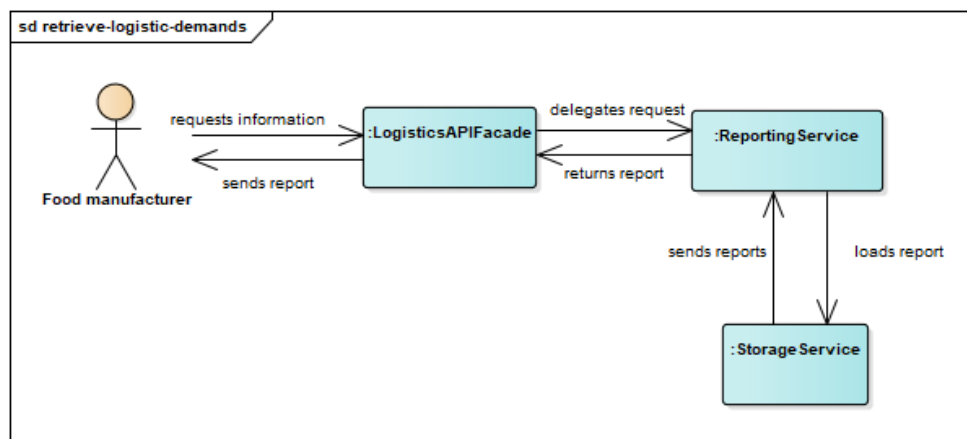 sd retrieve-logistic-demands
requests information
delegates request
:LogisticsAPIFacade
:ReportingService
sends report
returns report
Food manufacturer
sends reports
loads report
:StorageService